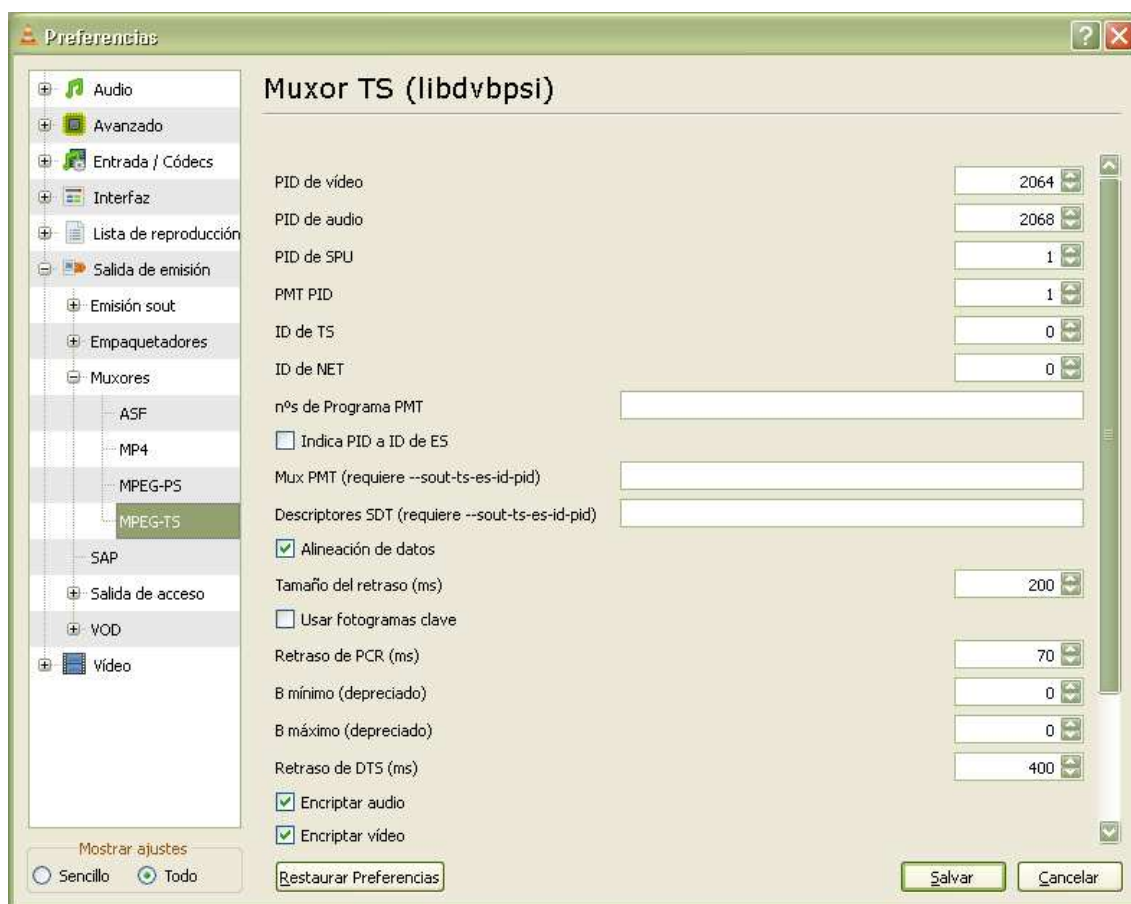 Preferencias
Audio
Avanzado
Entrada / Códecs
Interfaz
Lista de reproducción
Salida de emisión
Emisión sout
Empaquetadores
Muxores
ASF
MP4
MPEG-PS
MPEG-TS
SAP
Salida de acceso
VOD
Vídeo
Mostrar ajustes
Sencillo Todo
Muxor TS (libdvbpsi)
PID de vídeo 2064
PID de audio 2068
PID de SPU 1
PMT PID 1
ID de TS 0
ID de NET 0
nºs de Programa PMT
Indica PID a ID de ES
Mux PMT (requiere --sout-ts-es-id-pid)
Descriptores SDT (requiere --sout-ts-es-id-pid)
Alineación de datos
Tamaño del retraso (ms) 200
Usar fotogramas clave
Retraso de PCR (ms) 70
B mínimo (depreciado) 0
B máximo (depreciado) 0
Retraso de DTS (ms) 400
Encriptar audio
Encriptar vídeo
Restaurar Preferencias Salvar Cancelar